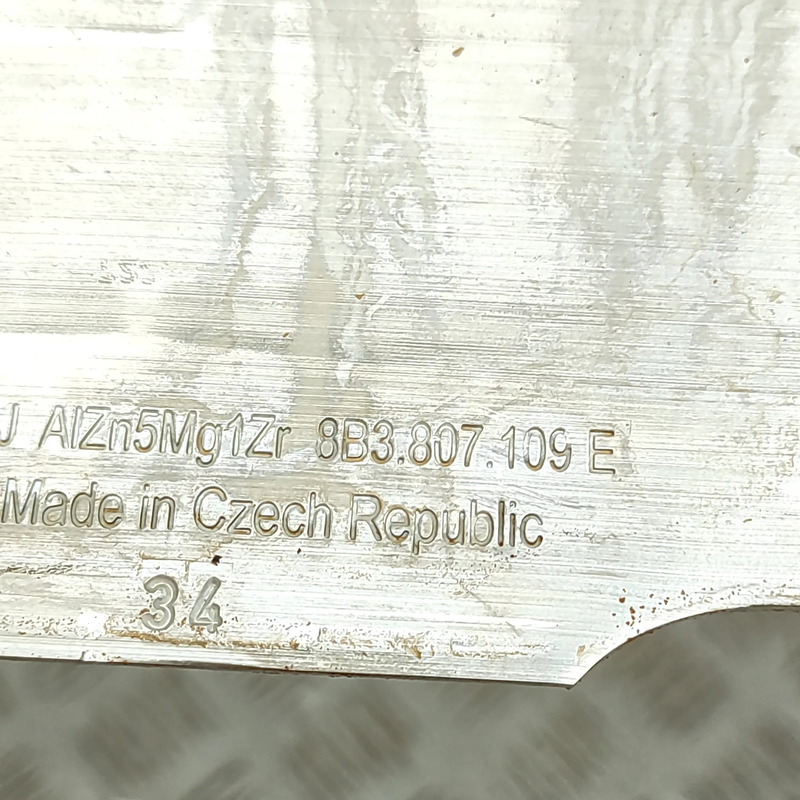 J AlZn5Mg1Zr 8B3.807.109 E
Made in Czech Republic
34